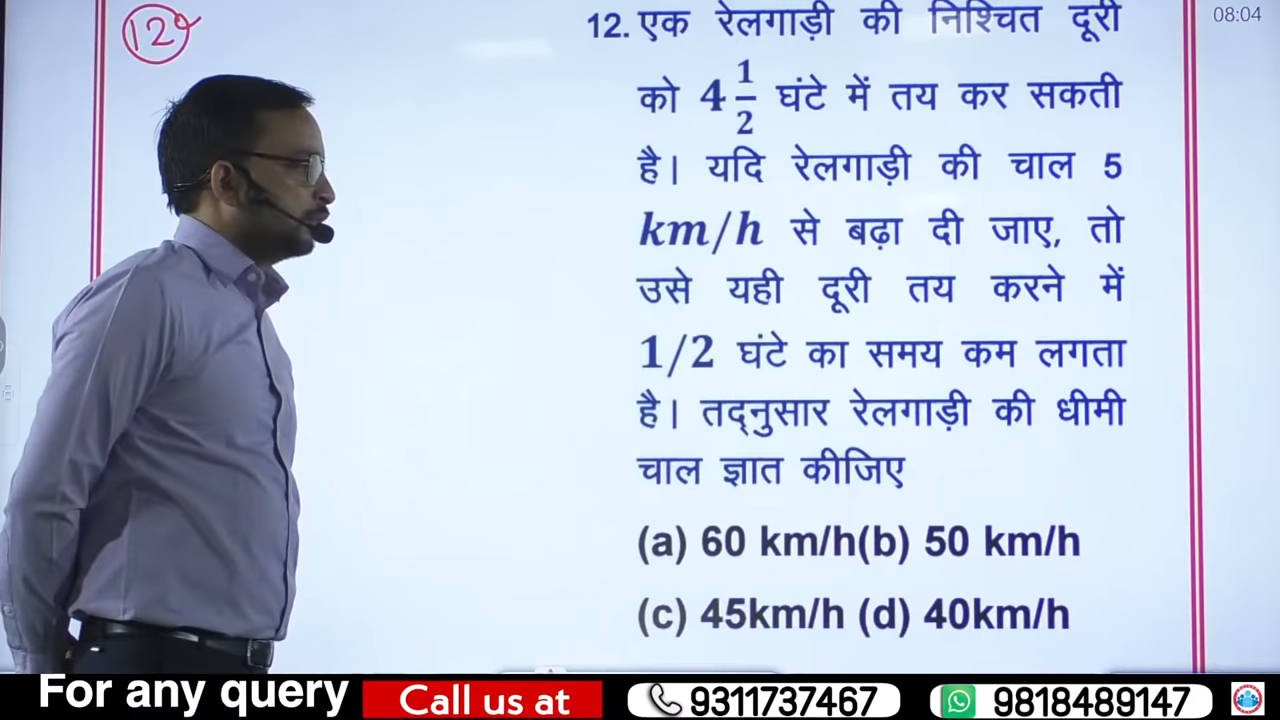 12
08:04
12. एक रेलगाड़ी की निश्चित दूरी
को 4 1/2 घंटे में तय कर सकती
है। यदि रेलगाड़ी की चाल 5
km/h से बढ़ा दी जाए, तो
उसे यही दूरी तय करने में
1/2 घंटे का समय कम लगता
है। तद्नुसार रेलगाड़ी की धीमी
चाल ज्ञात कीजिए
(a) 60 km/h(b) 50 km/h
(c) 45km/h (d) 40km/h
For any query Call us at 9311737467 9818489147